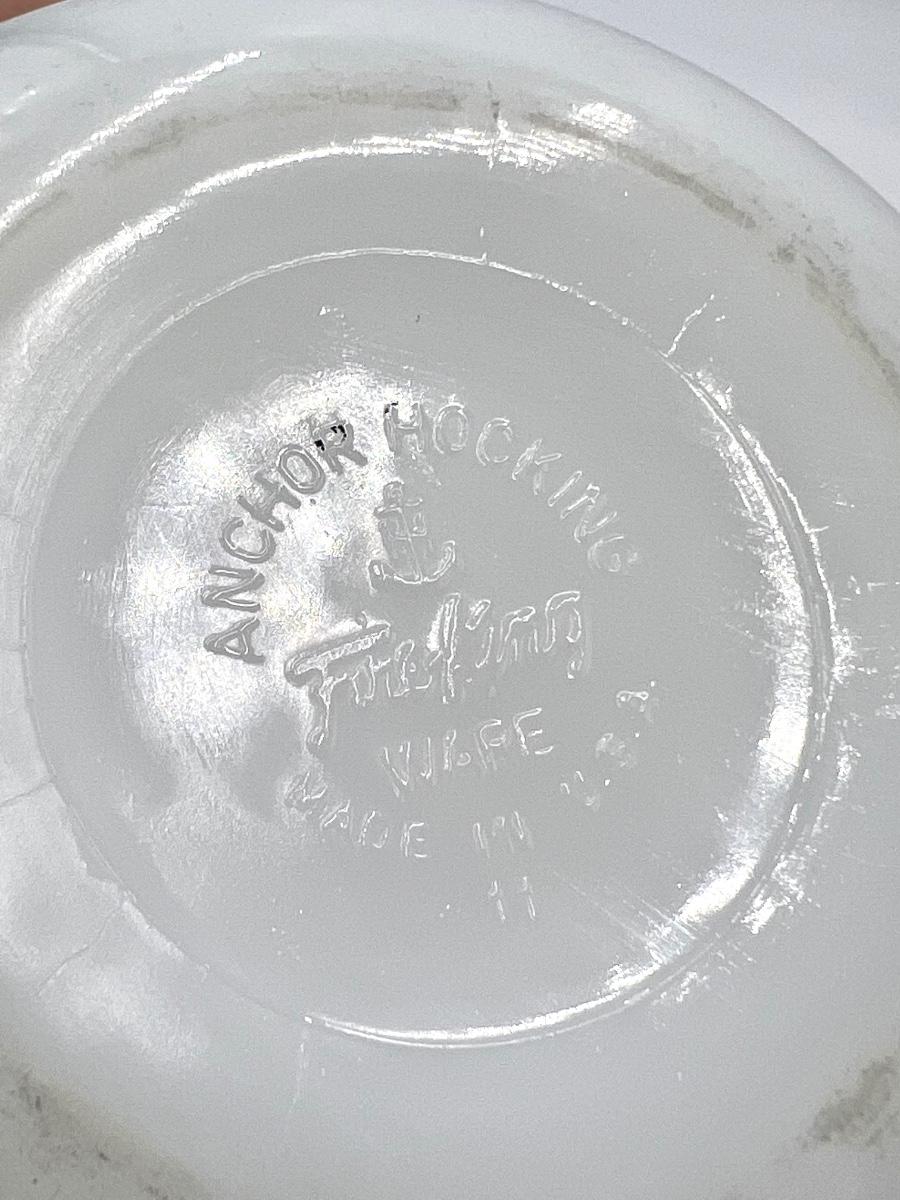 ANCHOR HOCKING
Fire King
WARE
MADE IN U.S.A
11